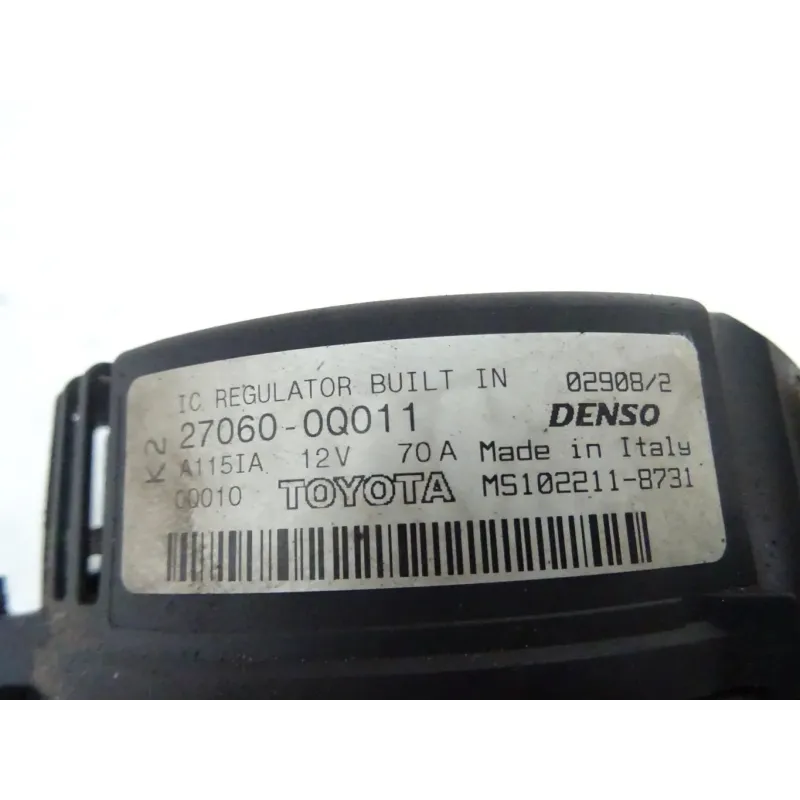 IC REGULATOR BUILT IN 02908/2
K2 27060-0Q011 DENSO
A115IA 12V 70A Made in Italy
0Q010 TOYOTA MS102211-8731